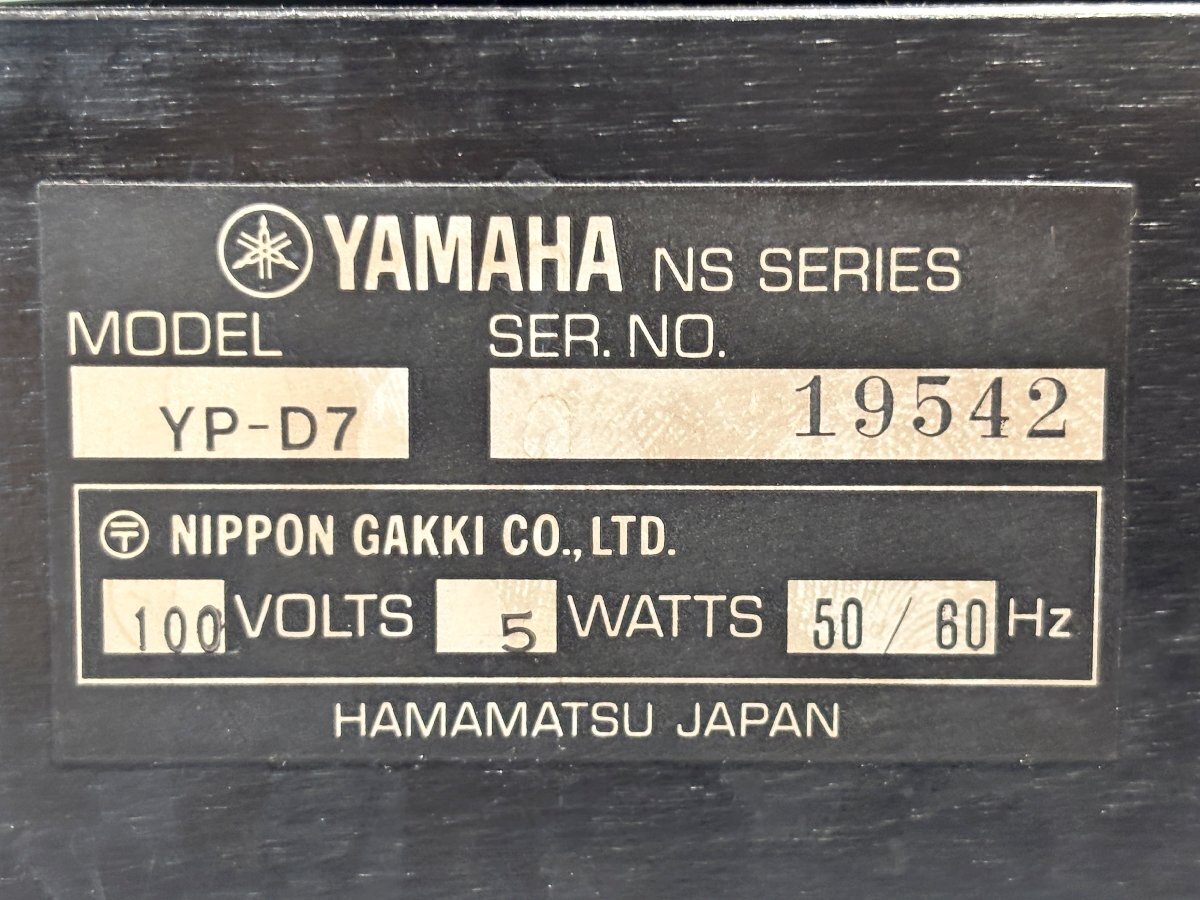 YAMAHA NS SERIES
MODEL SER. NO.
YP-D7 19542
〒 NIPPON GAKKI CO., LTD.
100 VOLTS 5 WATTS 50 / 60 Hz
HAMAMATSU JAPAN